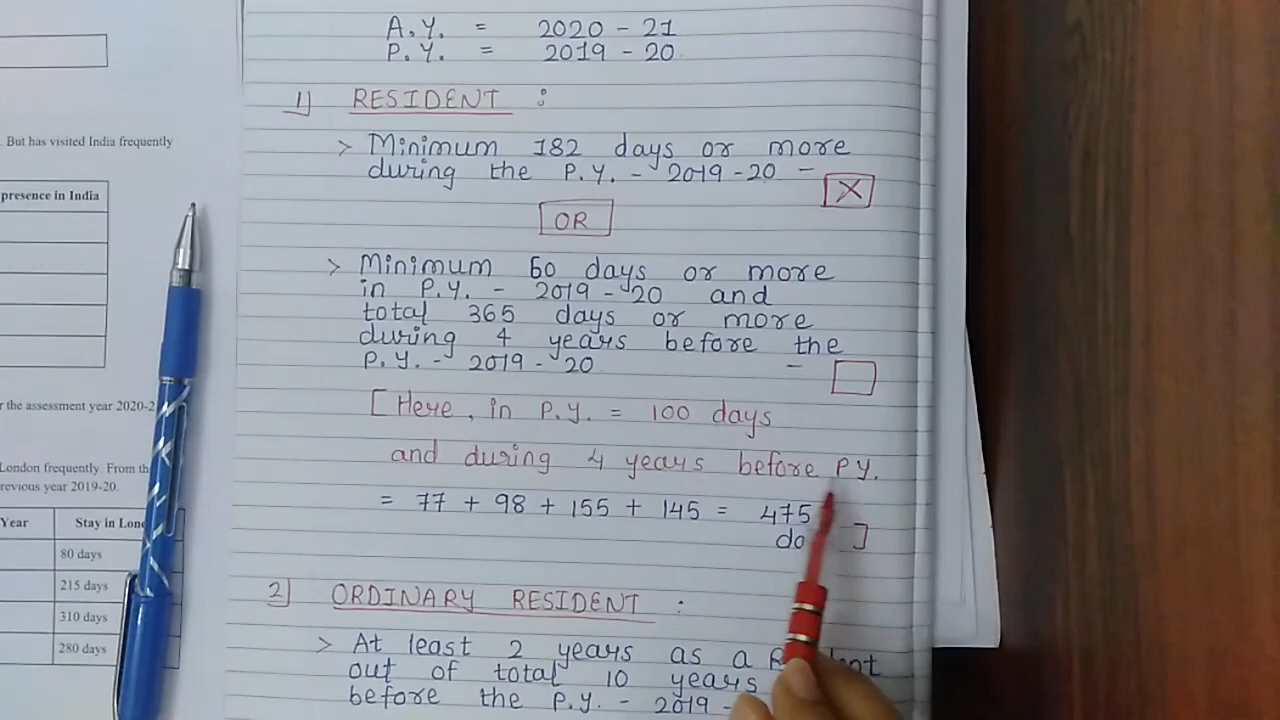 . But has visited India frequently
presence in India
r the assessment year 2020-2
London frequently. From th
revious year 2019-20.
Year Stay in Lon
80 days
215 days
310 days
280 days
A.Y. = 2020 - 21
P.Y. = 2019 - 20
1] RESIDENT :
> Minimum 182 days or more
during the P.Y. - 2019-20 -
X
OR
> Minimum 60 days or more
in P.Y. - 2019 - 20 and
total 365 days or more
during 4 years before the
P.Y. - 2019 - 20 -
[Here, in P.Y. = 100 days
and during 4 years before P.Y.
= 77 + 98 + 155 + 145 = 475
]
2] ORDINARY RESIDENT :
> At least 2 years as a
out of total 10 years
before the P.Y. - 2019 -